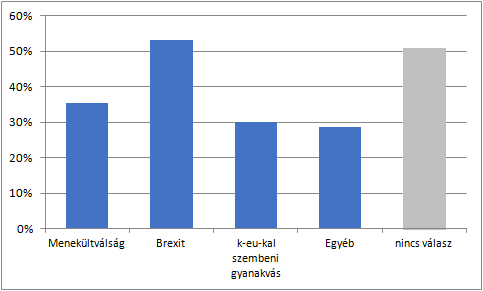 60%
50%
40%
30%
20%
10%
0%
Menekültválság
Brexit
k-eu-kal
szembeni
gyanakvás
Egyéb
nincs válasz